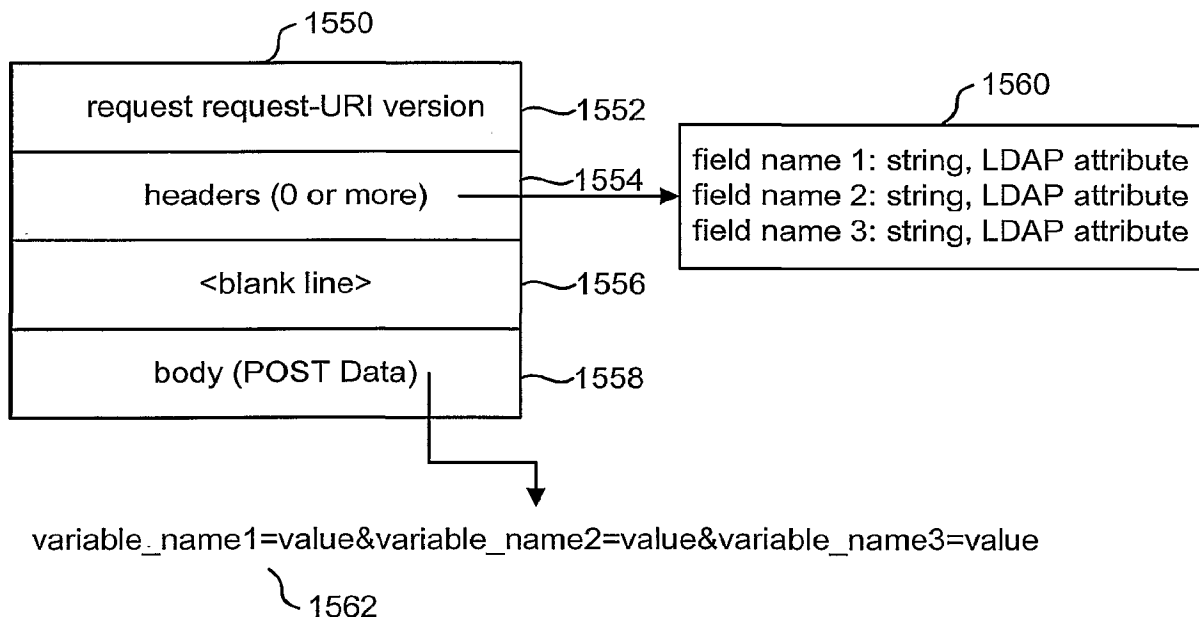 1550
request request-URI version
1552
1560
headers (0 or more)
1554
field name 1: string, LDAP attribute
field name 2: string, LDAP attribute
field name 3: string, LDAP attribute
<blank line>
1556
body (POST Data)
1558
variable_name1=value&variable_name2=value&variable_name3=value
1562